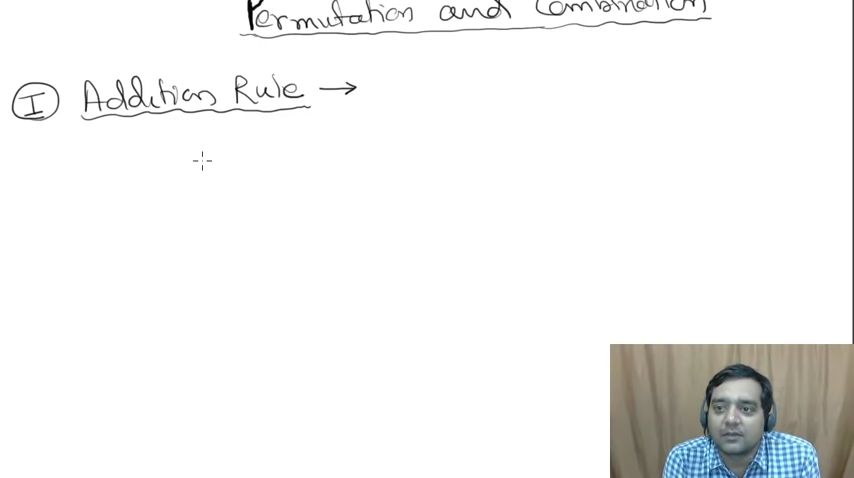 Permutation and Combination
I Addition Rule →